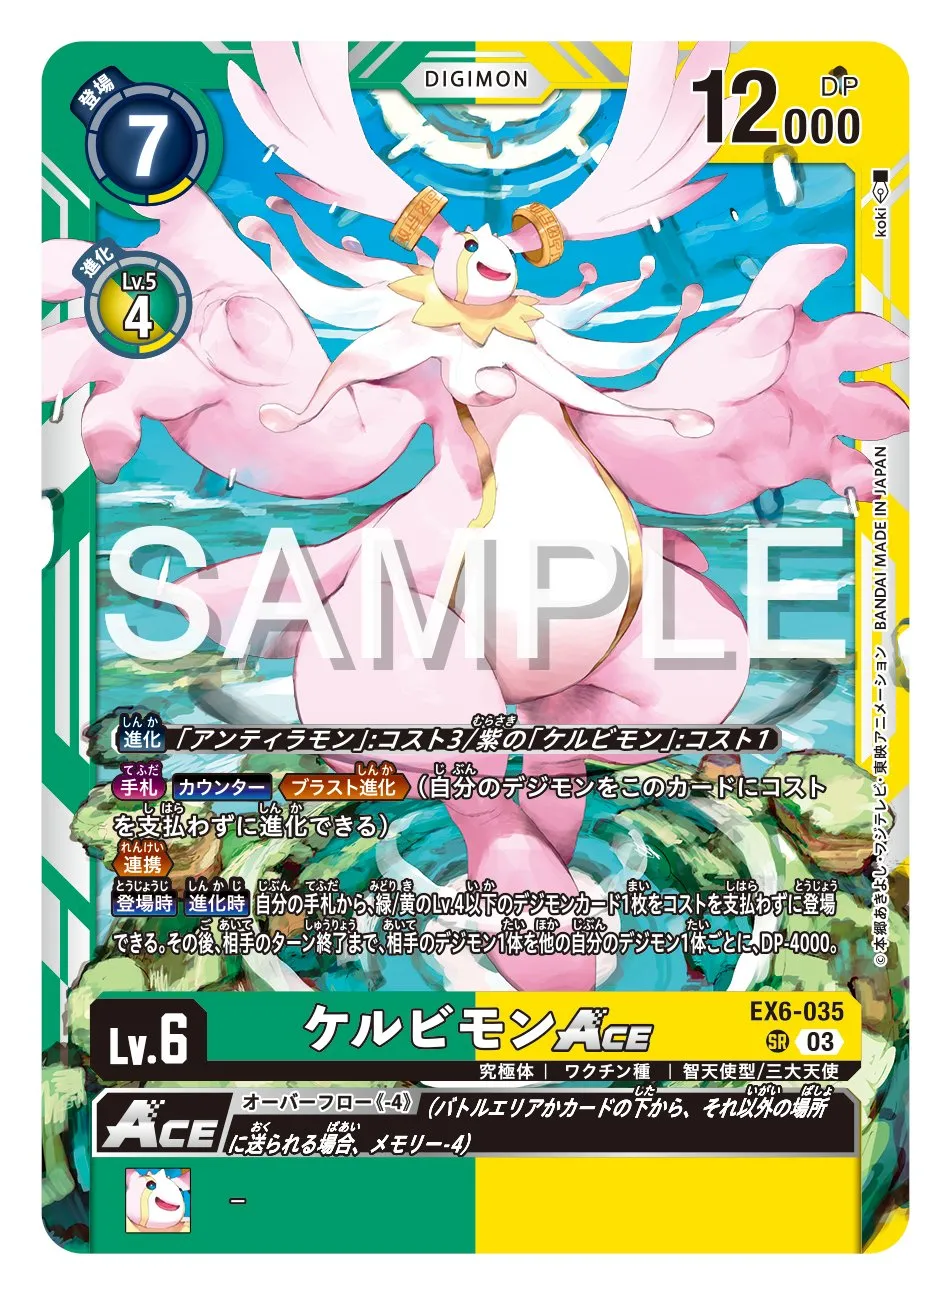 DIGIMON
登場
7
12000
DP
進化
Lv.5
4
koki
SAMPLE
©本郷あきよし・フジテレビ・東映アニメーション BANDAI MADE IN JAPAN
進化 「アンティラモン」:コスト3/紫の「ケルビモン」:コスト1
手札 カウンター ブラスト進化 (自分のデジモンをこのカードにコスト
を支払わずに進化できる)
連携
登場時 進化時 自分の手札から、緑/黄のLv.4以下のデジモンカード1枚をコストを支払わずに登場
できる。その後、相手のターン終了まで、相手のデジモン1体を他の自分のデジモン1体ごとに、DP-4000。
Lv.6
ケルビモンACE
EX6-035
SR 03
究極体 | ワクチン種 | 智天使型/三大天使
ACE
オーバーフロー《-4》 (バトルエリアかカードの下から、それ以外の場所
に送られる場合、メモリー-4)
–